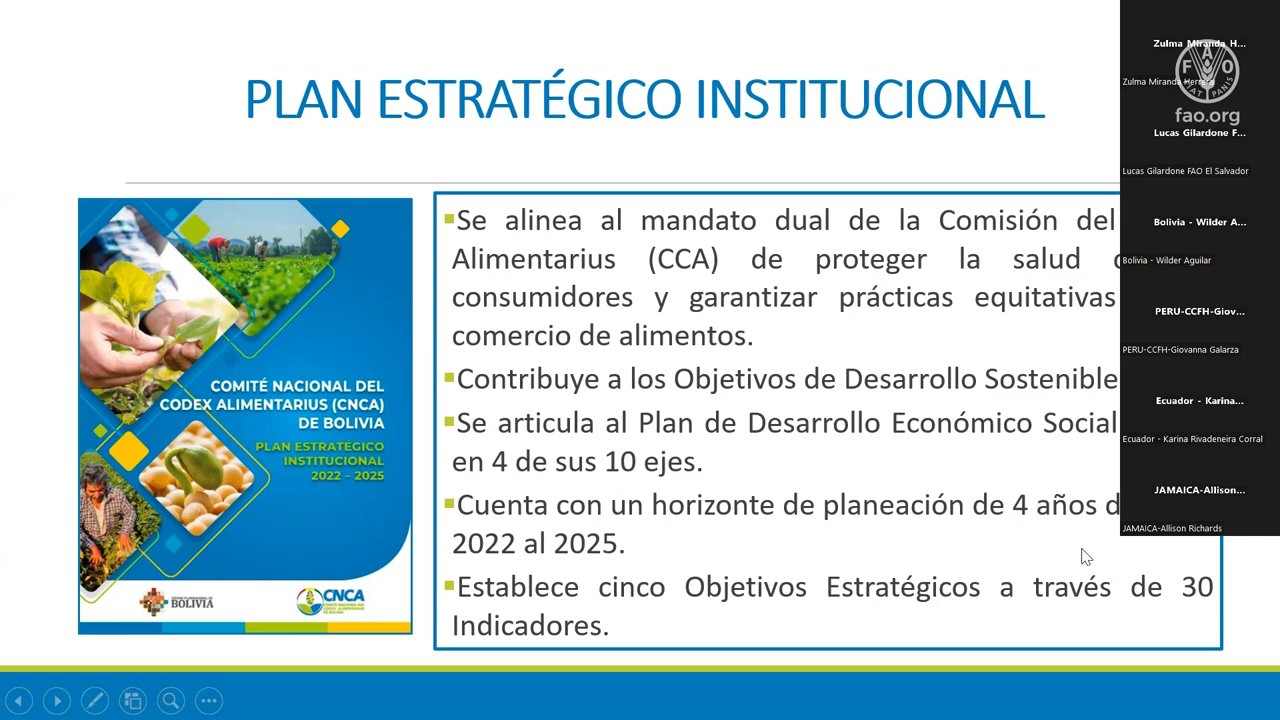 PLAN ESTRATÉGICO INSTITUCIONAL
Se alinea al mandato dual de la Comisión del
Alimentarius (CCA) de proteger la salud
consumidores y garantizar prácticas equitativas
comercio de alimentos.
Contribuye a los Objetivos de Desarrollo Sostenible
Se articula al Plan de Desarrollo Económico Social
en 4 de sus 10 ejes.
Cuenta con un horizonte de planeación de 4 años
2022 al 2025.
Establece cinco Objetivos Estratégicos a través de 30
Indicadores.
COMITÉ NACIONAL DEL
CODEX ALIMENTARIUS (CNCA)
DE BOLIVIA
PLAN ESTRATÉGICO
INSTITUCIONAL
2022 – 2025
BOLIVIA
CNCA
Zulma Miranda H...
Zulma Miranda Herrera
FAO
FIAT PANIS
fao.org
Lucas Gilardone F...
Lucas Gilardone FAO El Salvador
Bolivia - Wilder A...
Bolivia - Wilder Aguilar
PERU-CCFH-Giov...
PERU-CCFH-Giovanna Galarza
Ecuador - Karina...
Ecuador - Karina Rivadeneira Corral
JAMAICA-Allison...
JAMAICA-Allison Richards